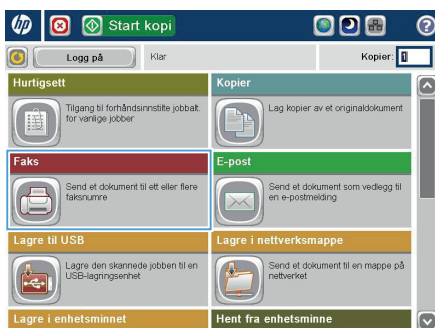 hp Start kopi ?
Logg på Klar Kopier: 1
Hurtigsett
Tilgang til forhåndsinnstilte jobbalt.
for vanlige jobber
Kopier
Lag kopier av et originaldokument
Faks
Send et dokument til ett eller flere
faksnumre
E-post
Send et dokument som vedlegg til
en e-postmelding
Lagre til USB
Lagre den skannede jobben til en
USB-lagringsenhet
Lagre i nettverksmappe
Send et dokument til en mappe på
nettverket
Lagre i enhetsminnet
Hent fra enhetsminne